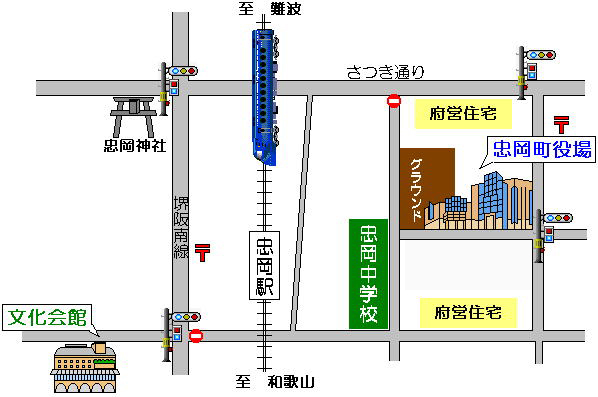 至 難波
さつき通り
府営住宅
忠岡神社
忠岡町役場
グラウンド
堺阪南線
忠岡駅
忠岡中学校
文化会館
府営住宅
至 和歌山